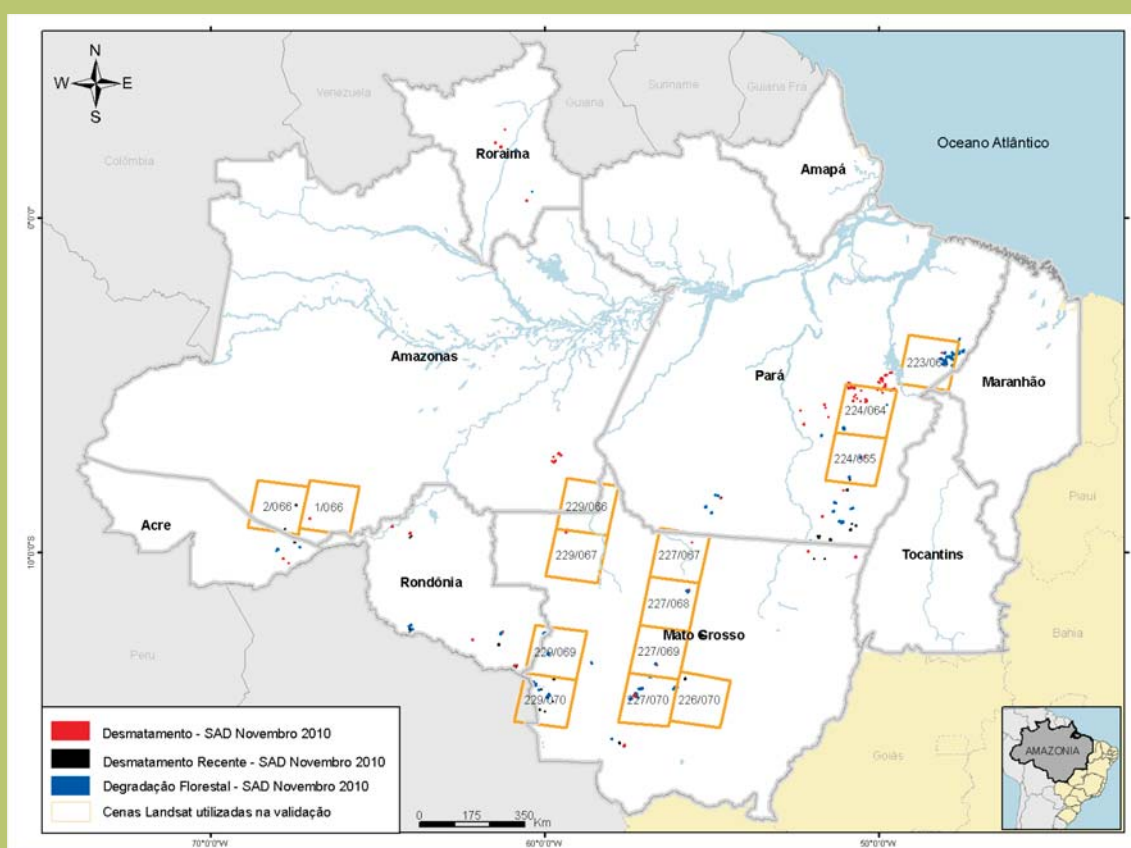 N
W E
S
Venezuela
Guiana
Suriname
Guiana Fra
Colômbia
Roraima
Amapá
Oceano Atlântico
0°0'0"
Amazonas
Pará
Maranhão
223/06
224/064
224/065
Piaui
2/066
1/066
229/066
Acre
Tocantins
10°0'0"S
229/067
227/067
Rondônia
227/068
Bahia
Peru
229/069
227/069
Mato Grosso
229/070
227/070
226/070
Goiás
AMAZONIA
Desmatamento - SAD Novembro 2010
Desmatamento Recente - SAD Novembro 2010
Degradação Florestal - SAD Novembro 2010
Cenas Landsat utilizadas na validação
0 175 350
Km
70°0'0"W
60°0'0"W
50°0'0"W